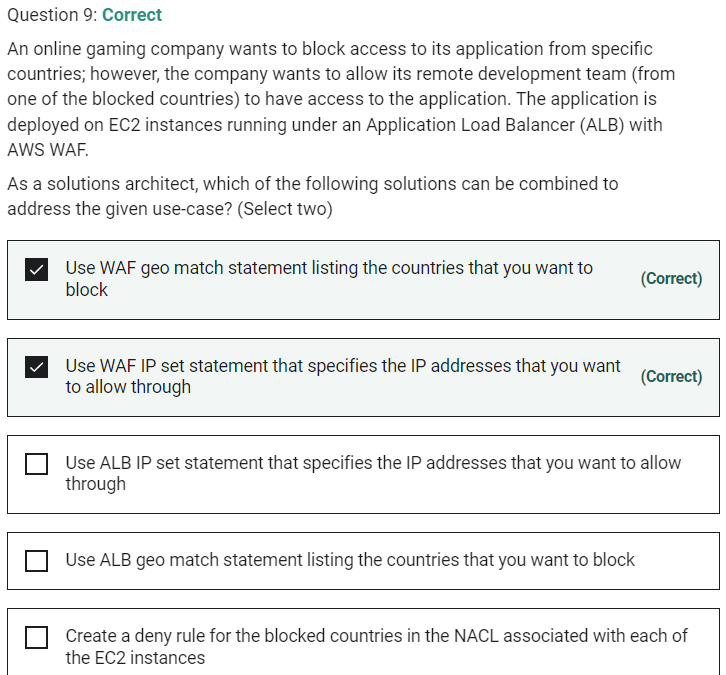 Question 9: Correct
An online gaming company wants to block access to its application from specific
countries; however, the company wants to allow its remote development team (from
one of the blocked countries) to have access to the application. The application is
deployed on EC2 instances running under an Application Load Balancer (ALB) with
AWS WAF.
As a solutions architect, which of the following solutions can be combined to
address the given use-case? (Select two)
Use WAF geo match statement listing the countries that you want to
block
(Correct)
Use WAF IP set statement that specifies the IP addresses that you want
to allow through
(Correct)
Use ALB IP set statement that specifies the IP addresses that you want to allow
through
Use ALB geo match statement listing the countries that you want to block
Create a deny rule for the blocked countries in the NACL associated with each of
the EC2 instances